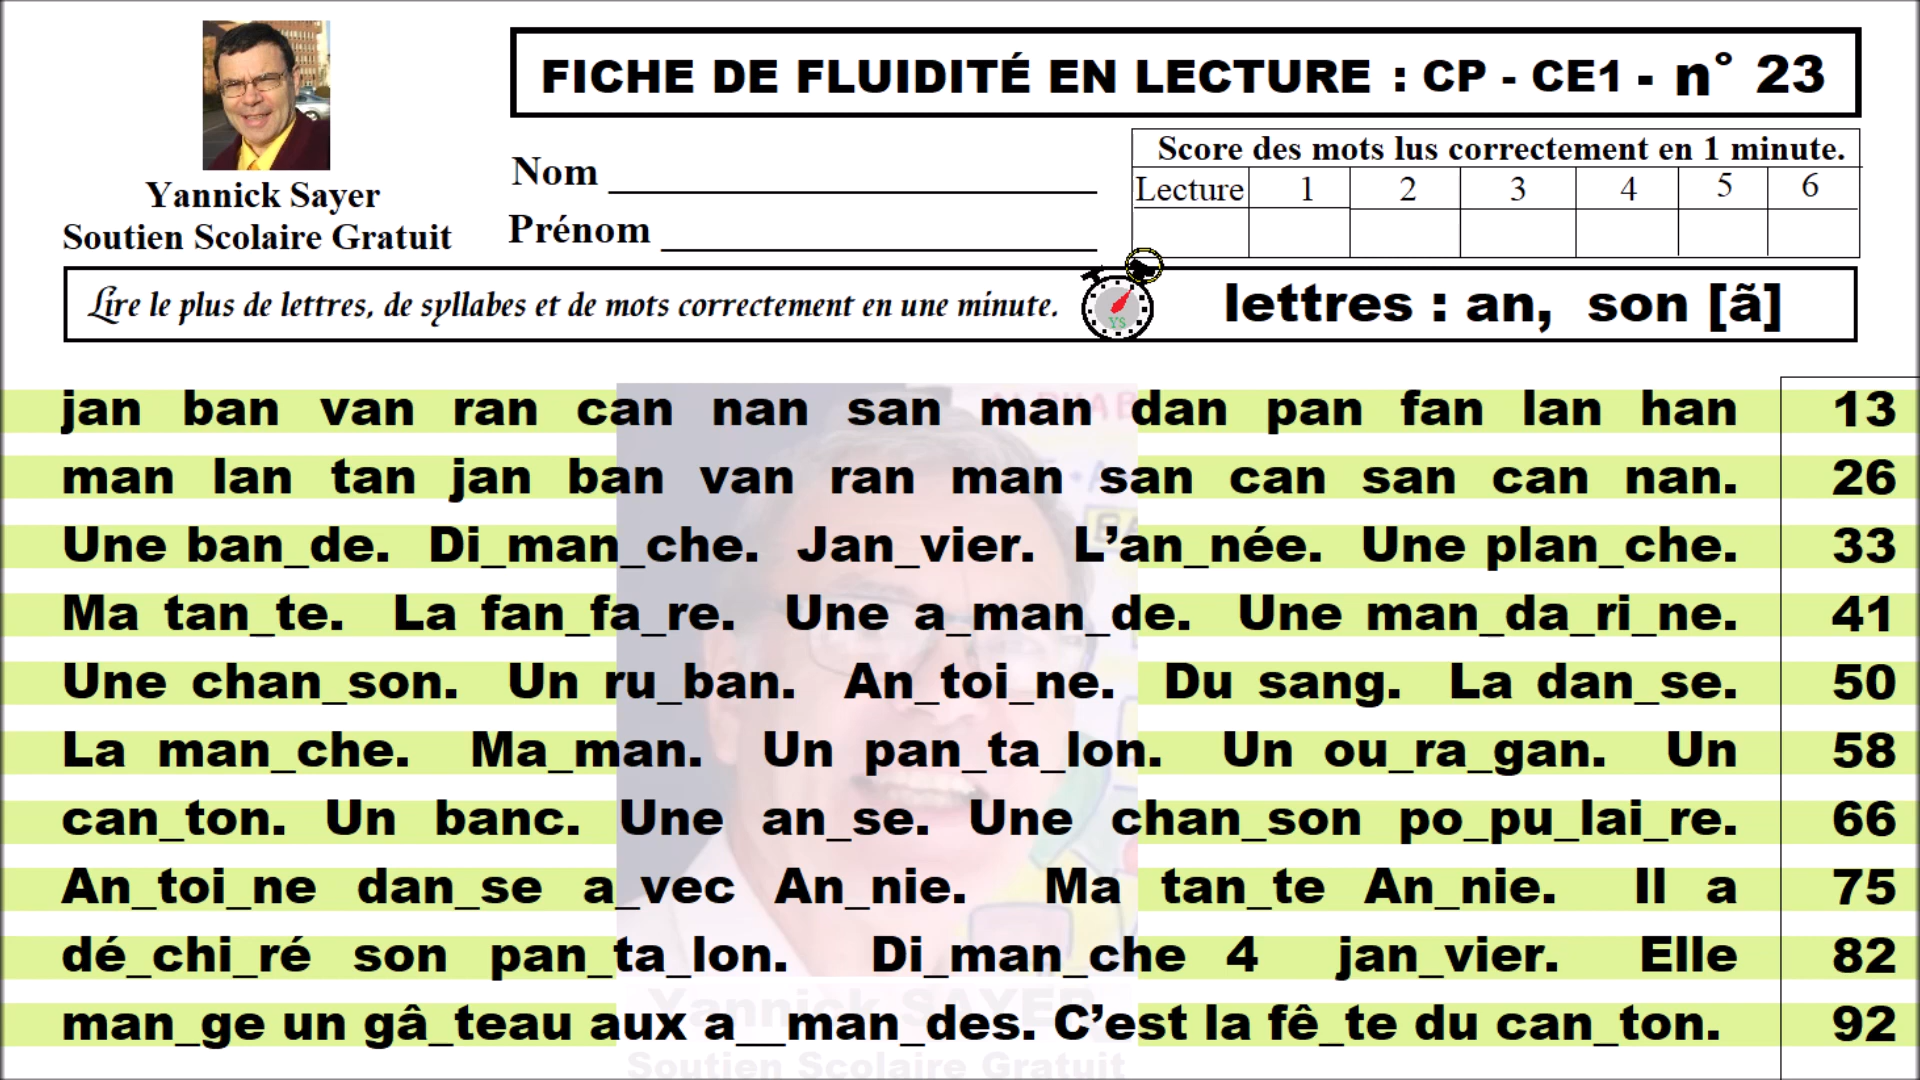 FICHE DE FLUIDITÉ EN LECTURE : CP - CE1 - n° 23
Yannick Sayer
Soutien Scolaire Gratuit
Nom
Prénom
Score des mots lus correctement en 1 minute.
Lecture 1 2 3 4 5 6
Lire le plus de lettres, de syllabes et de mots correctement en une minute.
YS
lettres : an, son [ã]
jan ban van ran can nan san man dan pan fan lan han 13
man lan tan jan ban van ran man san can san can nan. 26
Une ban_de. Di_man_che. Jan_vier. L’an_née. Une plan_che. 33
Ma tan_te. La fan_fa_re. Une a_man_de. Une man_da_ri_ne. 41
Une chan_son. Un ru_ban. An_toi_ne. Du sang. La dan_se. 50
La man_che. Ma_man. Un pan_ta_lon. Un ou_ra_gan. Un 58
can_ton. Un banc. Une an_se. Une chan_son po_pu_lai_re. 66
An_toi_ne dan_se a_vec An_nie. Ma tan_te An_nie. Il a 75
dé_chi_ré son pan_ta_lon. Di_man_che 4 jan_vier. Elle 82
man_ge un gâ_teau aux a__man_des. C’est la fê_te du can_ton. 92
Yannick SAYER
Soutien Scolaire Gratuit